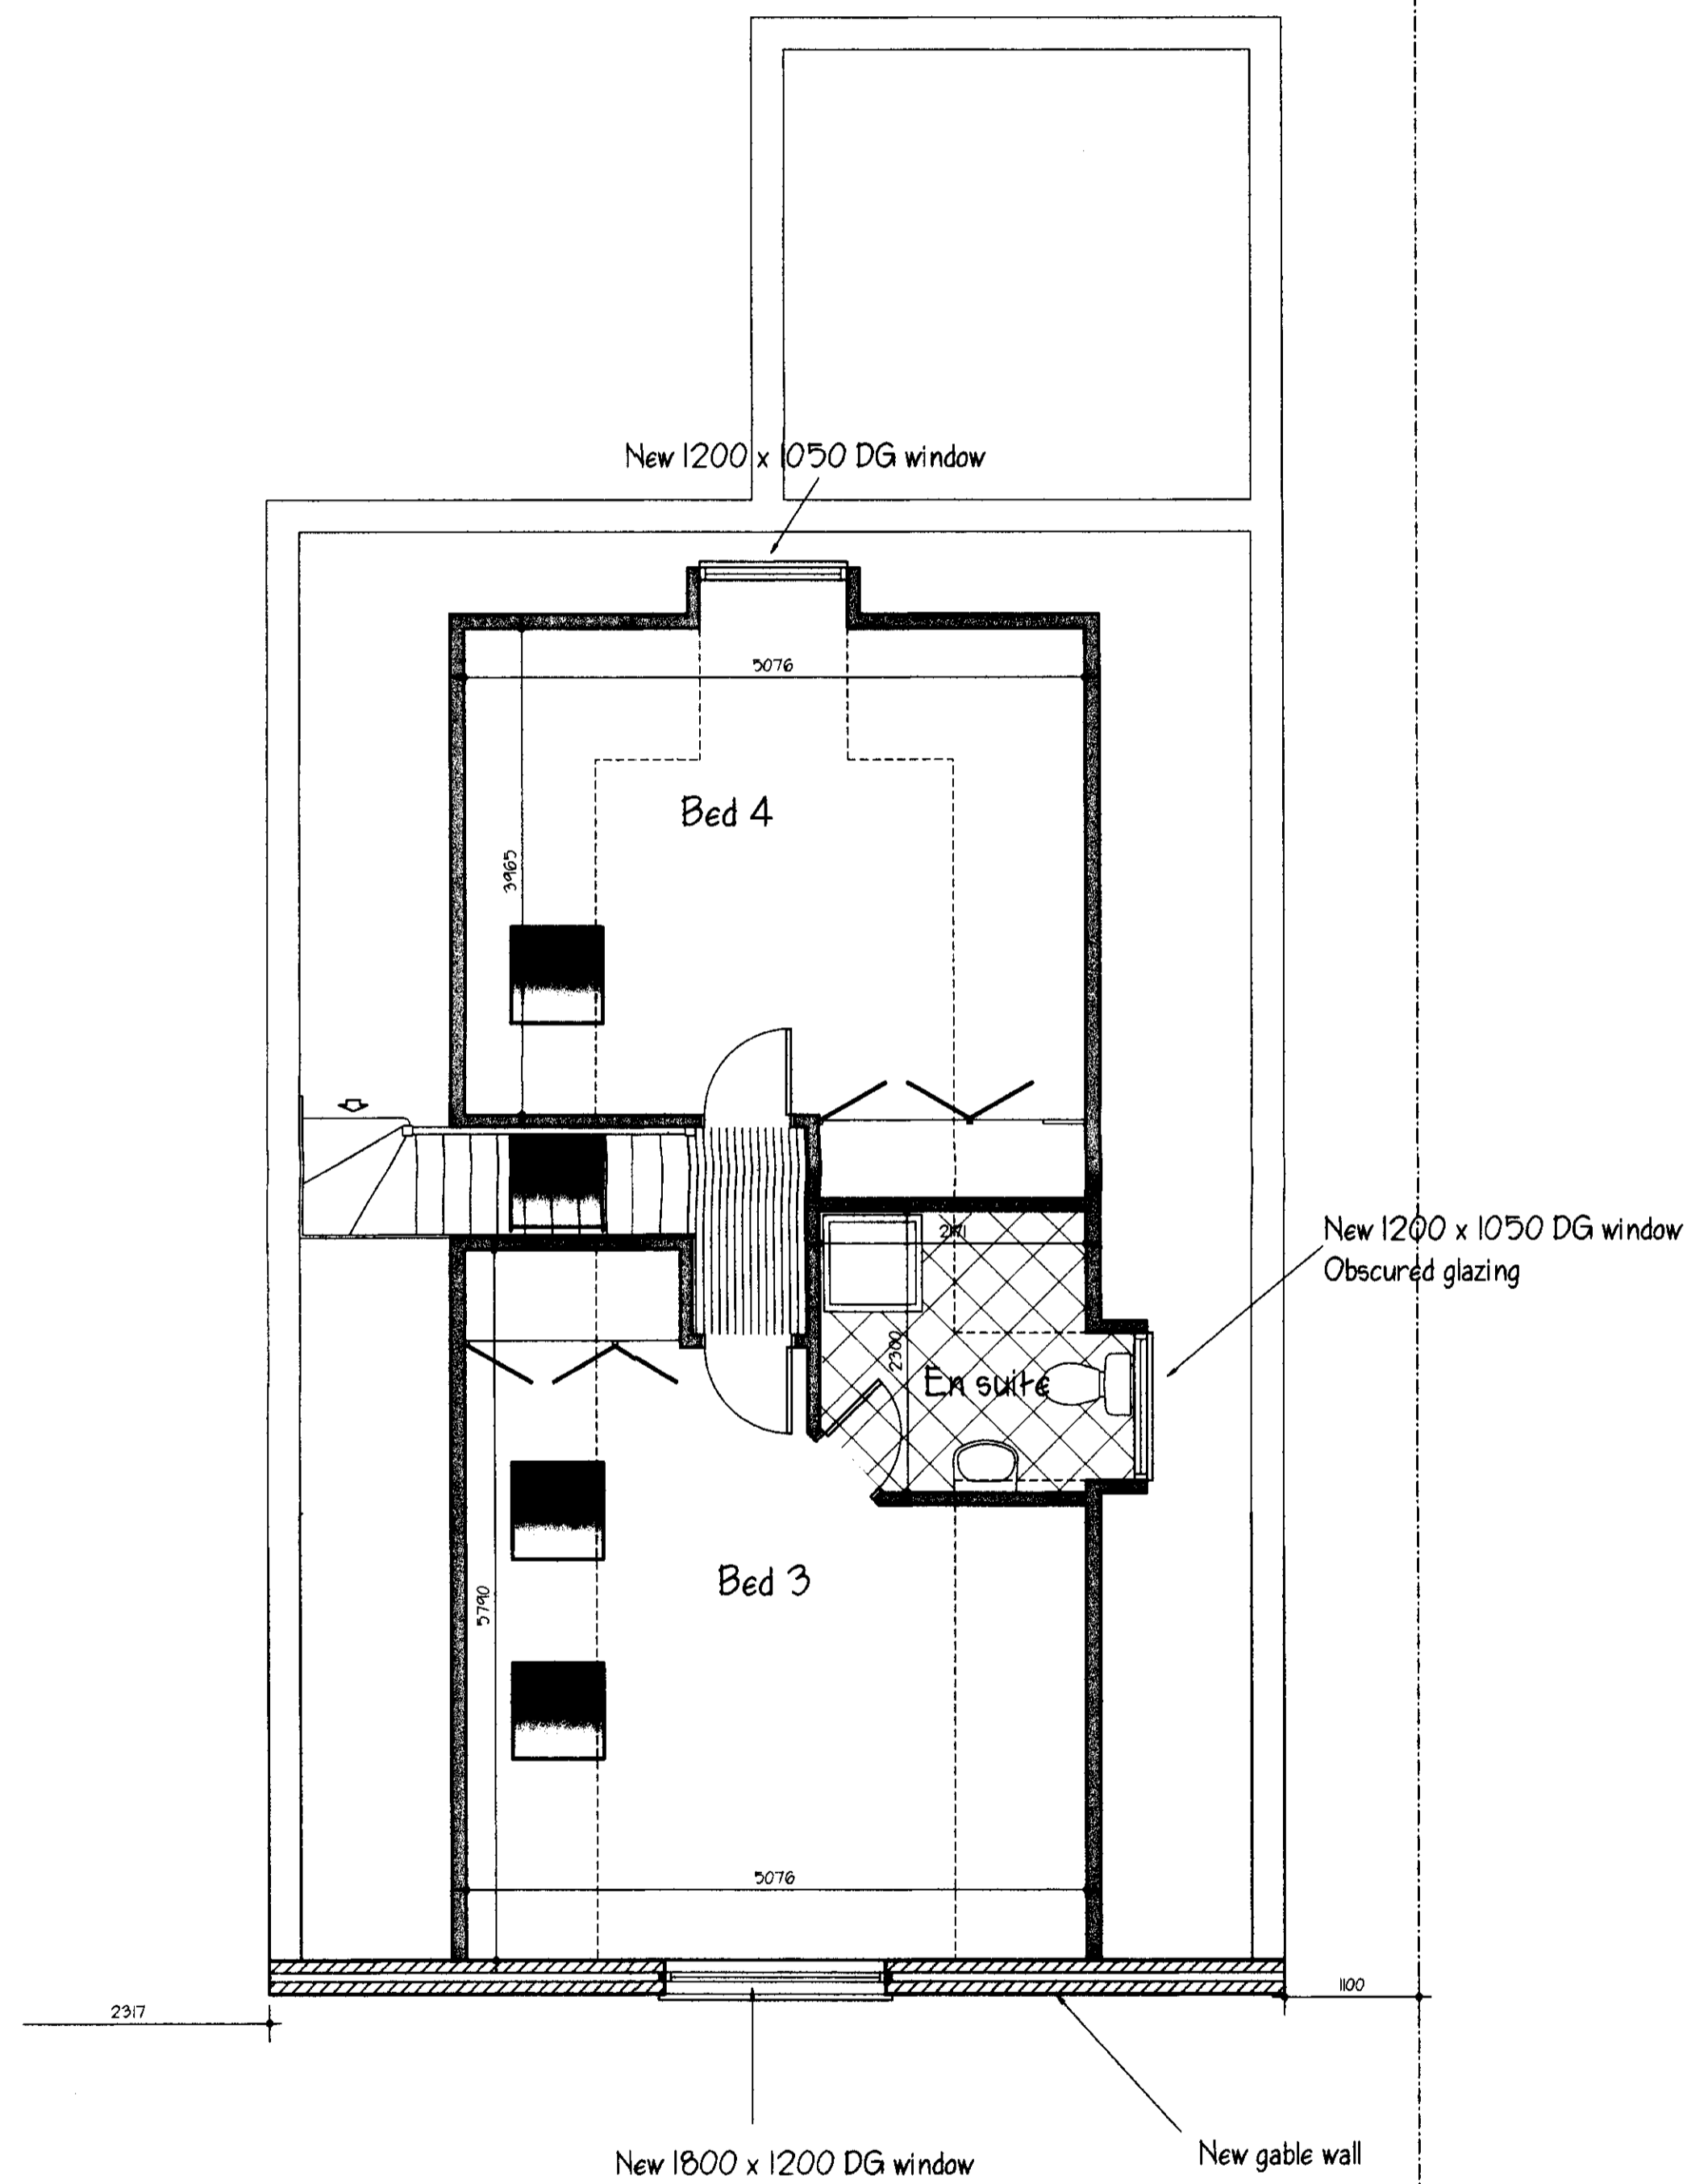 New 1200 x 1050 DG window
5076
Bed 4
3965
2171
New 1200 x 1050 DG window
Obscured glazing
2300
En suite
Bed 3
5790
5076
1100
2317
New 1800 x 1200 DG window
New gable wall